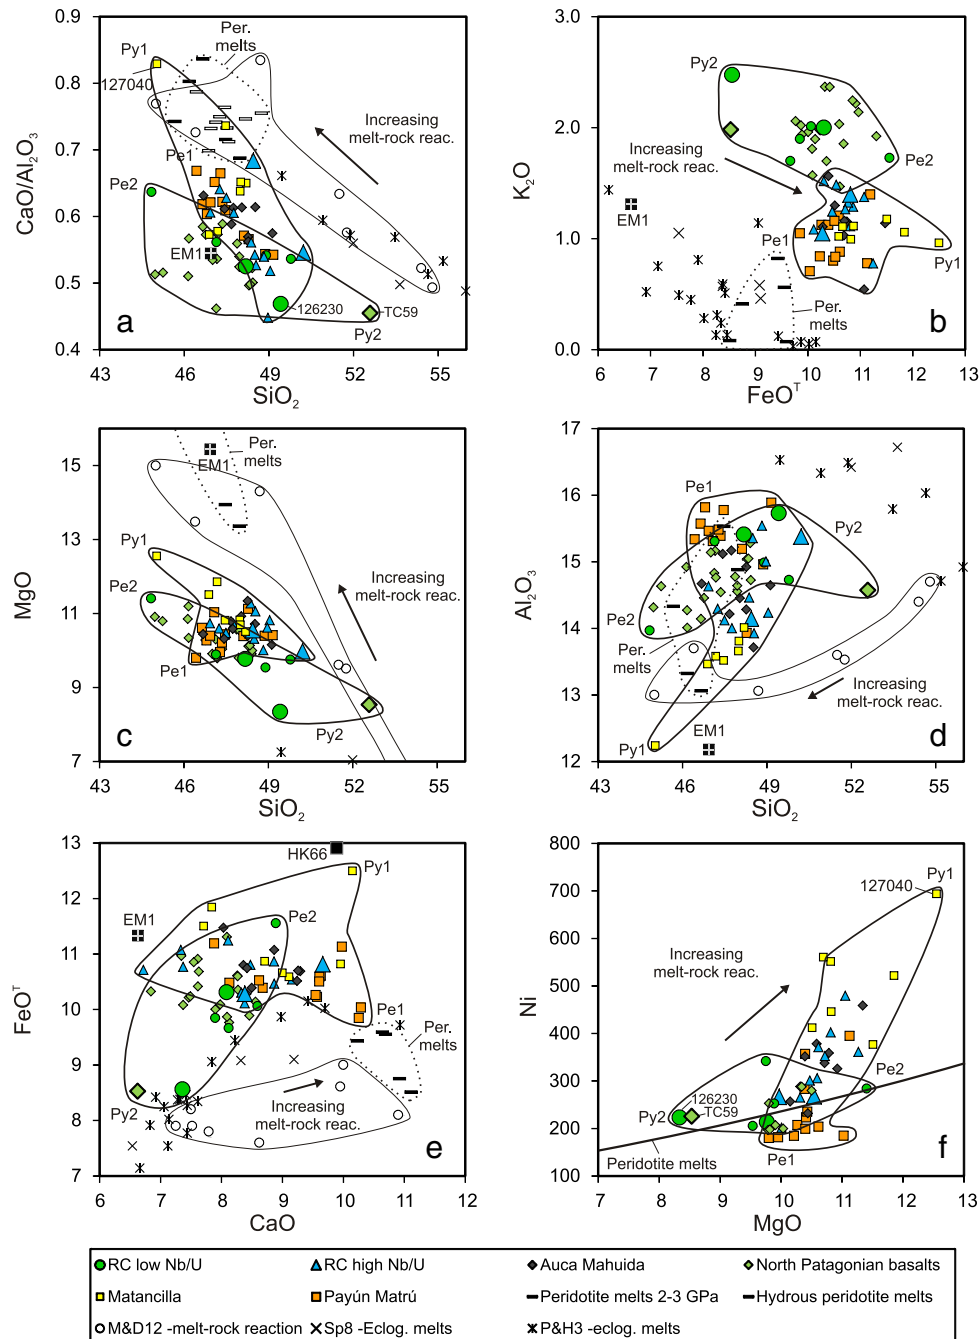 0.9
0.8
0.7
0.6
0.5
0.4
CaO/Al₂O₃
Py1
127040
Per.
melts
Increasing
melt-rock reac.
Pe1
Pe2
EM1
126230
TC59
Py2
a
43
46
49
52
55
SiO₂
3.0
2.0
1.0
0.0
K₂O
Py2
Increasing
melt-rock reac.
Pe2
EM1
Pe1
Py1
Per.
melts
b
6
7
8
9
10
11
12
13
FeOᵀ
15
13
11
9
7
MgO
Per.
melts
EM1
Py1
Increasing
melt-rock reac.
Pe2
Pe1
Py2
c
43
46
49
52
55
SiO₂
17
16
15
14
13
12
Al₂O₃
Pe1
Py2
Pe2
Per.
melts
Increasing
melt-rock reac.
EM1
Py1
d
43
46
49
52
55
SiO₂
13
12
11
10
9
8
7
FeOᵀ
HK66
Py1
EM1
Pe2
Pe1
Per.
melts
Py2
Increasing
melt-rock reac.
e
6
7
8
9
10
11
12
CaO
800
700
600
500
400
300
200
100
Ni
Py1
127040
Increasing
melt-rock reac.
Pe2
126230
Py2
TC59
Pe1
Peridotite melts
f
7
8
9
10
11
12
13
MgO
RC low Nb/U
RC high Nb/U
Auca Mahuida
North Patagonian basalts
Matancilla
Payún Matrú
Peridotite melts 2-3 GPa
Hydrous peridotite melts
M&D12 -melt-rock reaction
Sp8 -Eclog. melts
P&H3 -eclog. melts